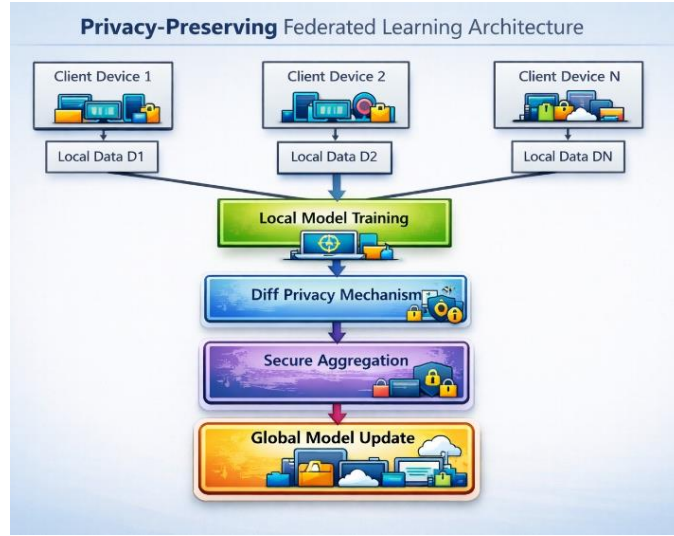 Privacy-Preserving Federated Learning Architecture
Client Device 1
Client Device 2
Client Device N
Local Data D1
Local Data D2
Local Data DN
Local Model Training
Diff Privacy Mechanism
Secure Aggregation
Global Model Update